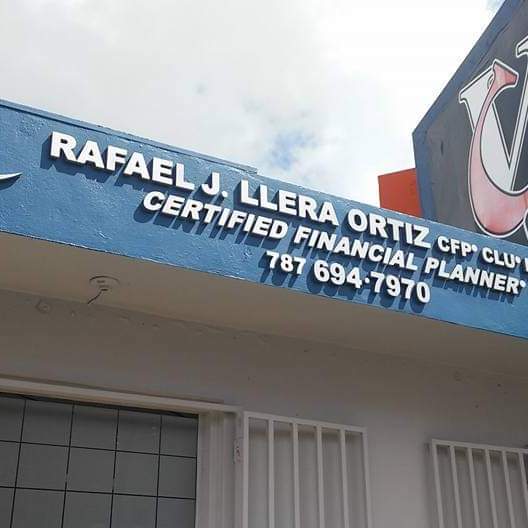 RAFAEL J. LLERA ORTIZ CFP® CLU®
CERTIFIED FINANCIAL PLANNER®
787 694·7970